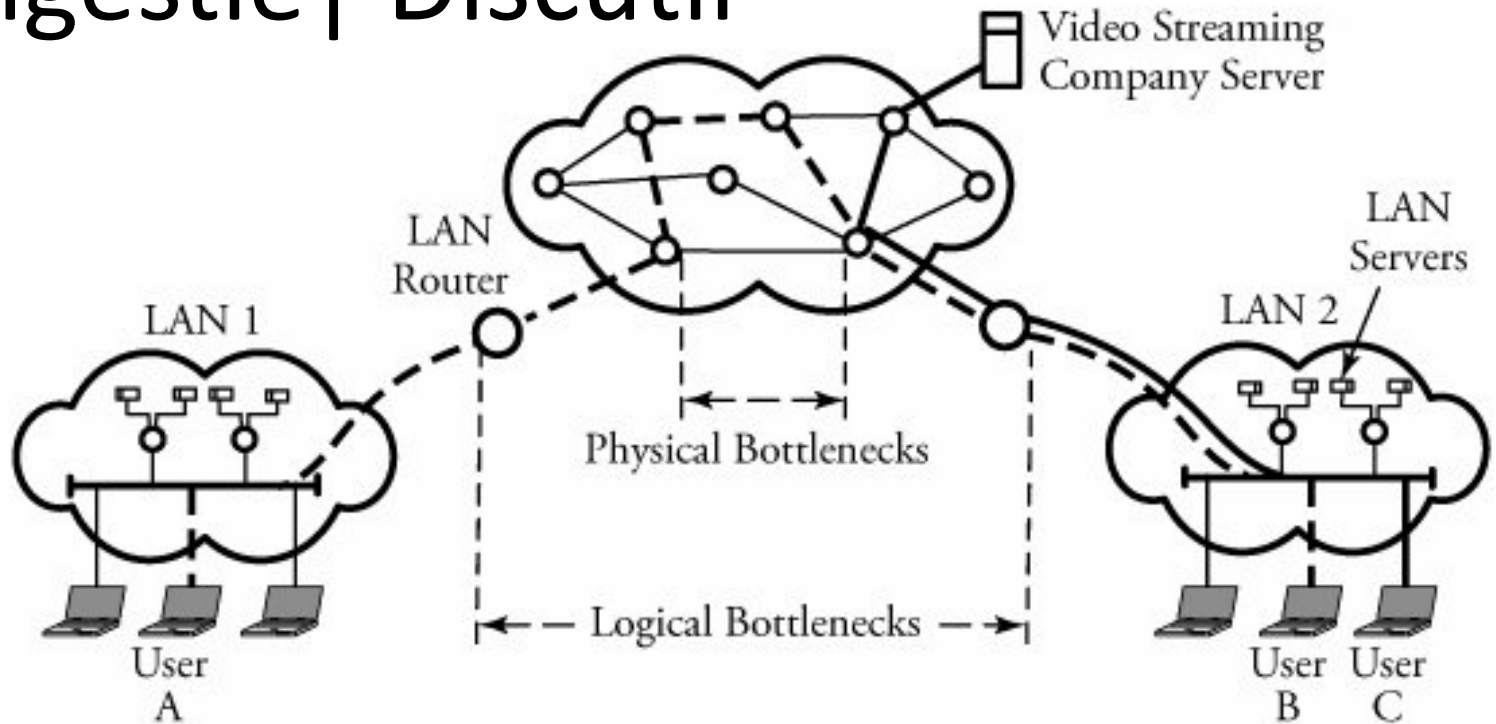 Video Streaming
Company Server
LAN
Router
LAN
Servers
LAN 1
LAN 2
Physical Bottlenecks
Logical Bottlenecks
User
A
User
B
User
C